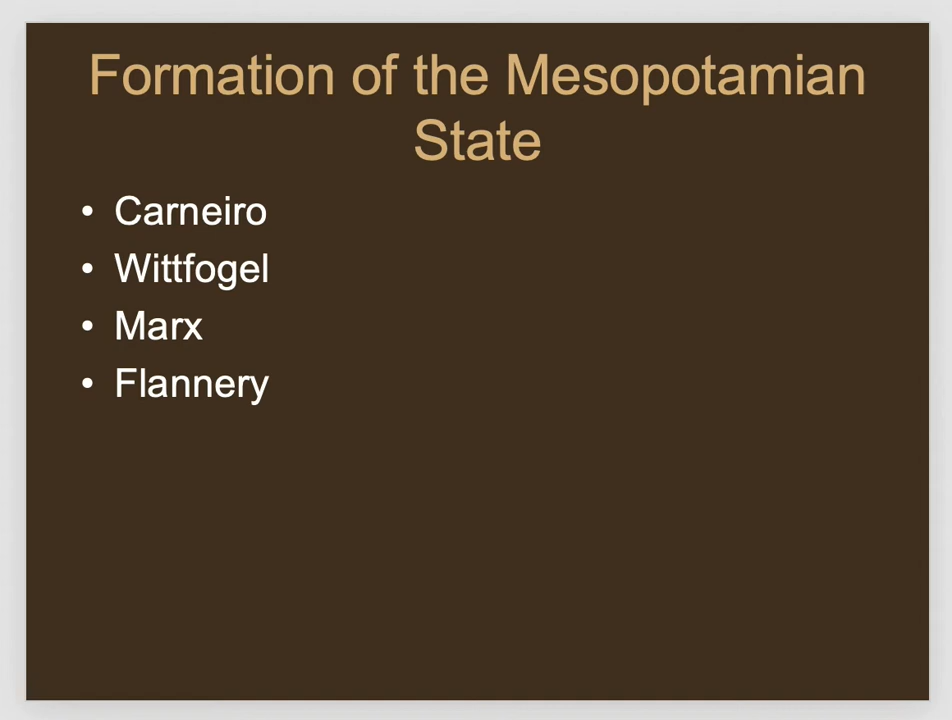 Formation of the Mesopotamian
State
• Carneiro
• Wittfogel
• Marx
• Flannery